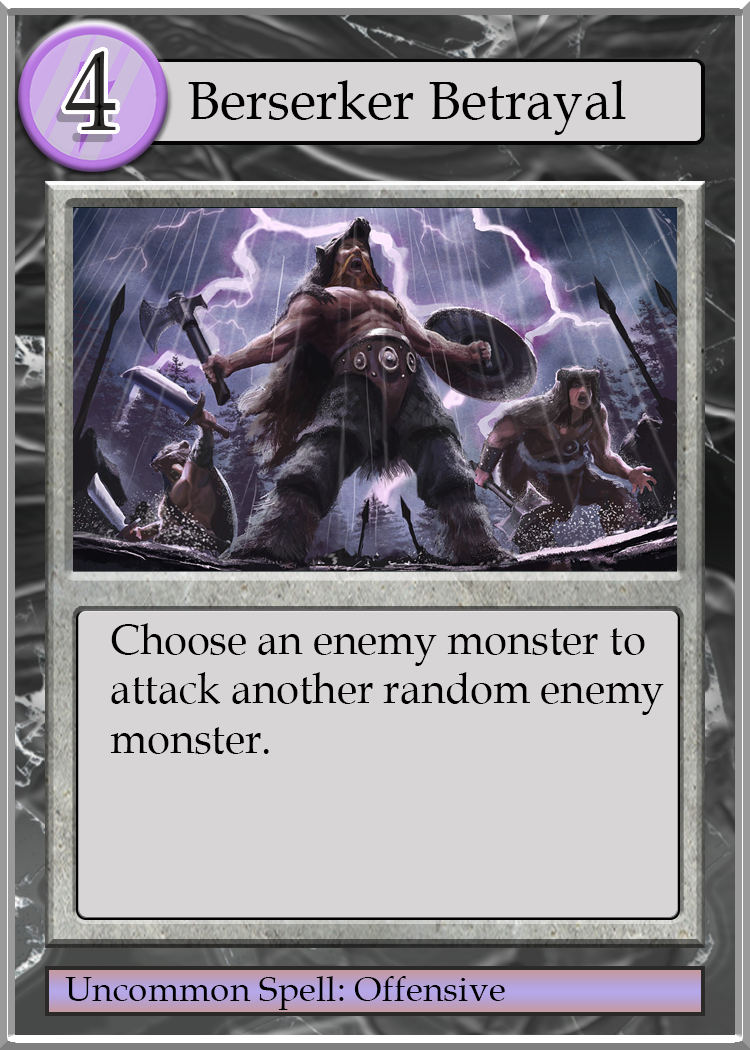 4
Berserker Betrayal
Choose an enemy monster to
attack another random enemy
monster.
Uncommon Spell: Offensive